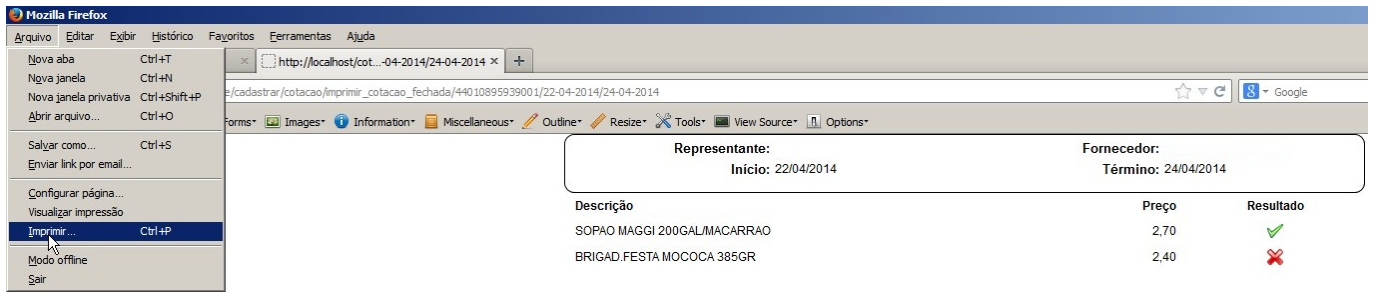 Mozilla Firefox
Arquivo Editar Exibir Histórico Favoritos Ferramentas Ajuda
Nova aba Ctrl+T
Nova janela Ctrl+N
Nova janela privativa Ctrl+Shift+P
Abrir arquivo... Ctrl+O
Salvar como... Ctrl+S
Enviar link por email...
Configurar página...
Visualizar impressão
Imprimir... Ctrl+P
Modo offline
Sair
http://localhost/cot...-04-2014/24-04-2014
e/cadastrar/cotacao/imprimir_cotacao_fechada/44010895939001/22-04-2014/24-04-2014
8 Google
Forms Images Information Miscellaneous Outline Resize Tools View Source Options
Representante: Fornecedor:
Início: 22/04/2014 Término: 24/04/2014
Descrição Preço Resultado
SOPAO MAGGI 200GAL/MACARRAO 2,70
BRIGAD.FESTA MOCOCA 385GR 2,40